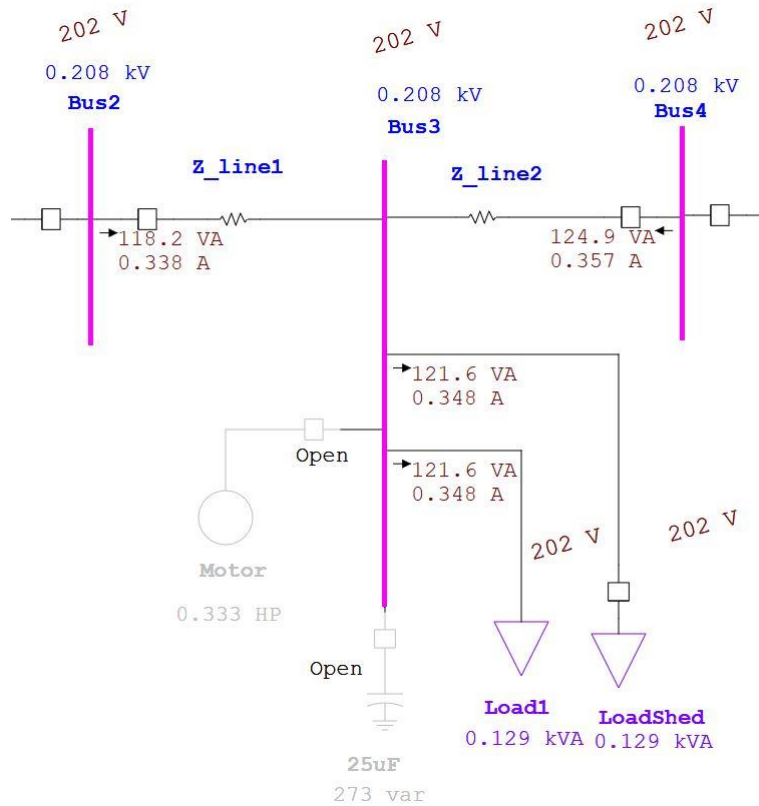 202 V
202 V
202 V
0.208 kV
Bus2
0.208 kV
Bus3
0.208 kV
Bus4
Z_line1
Z_line2
118.2 VA
0.338 A
124.9 VA
0.357 A
121.6 VA
0.348 A
Open
121.6 VA
0.348 A
202 V
202 V
Motor
0.333 HP
Open
Load1
0.129 kVA
LoadShed
0.129 kVA
25uF
273 var